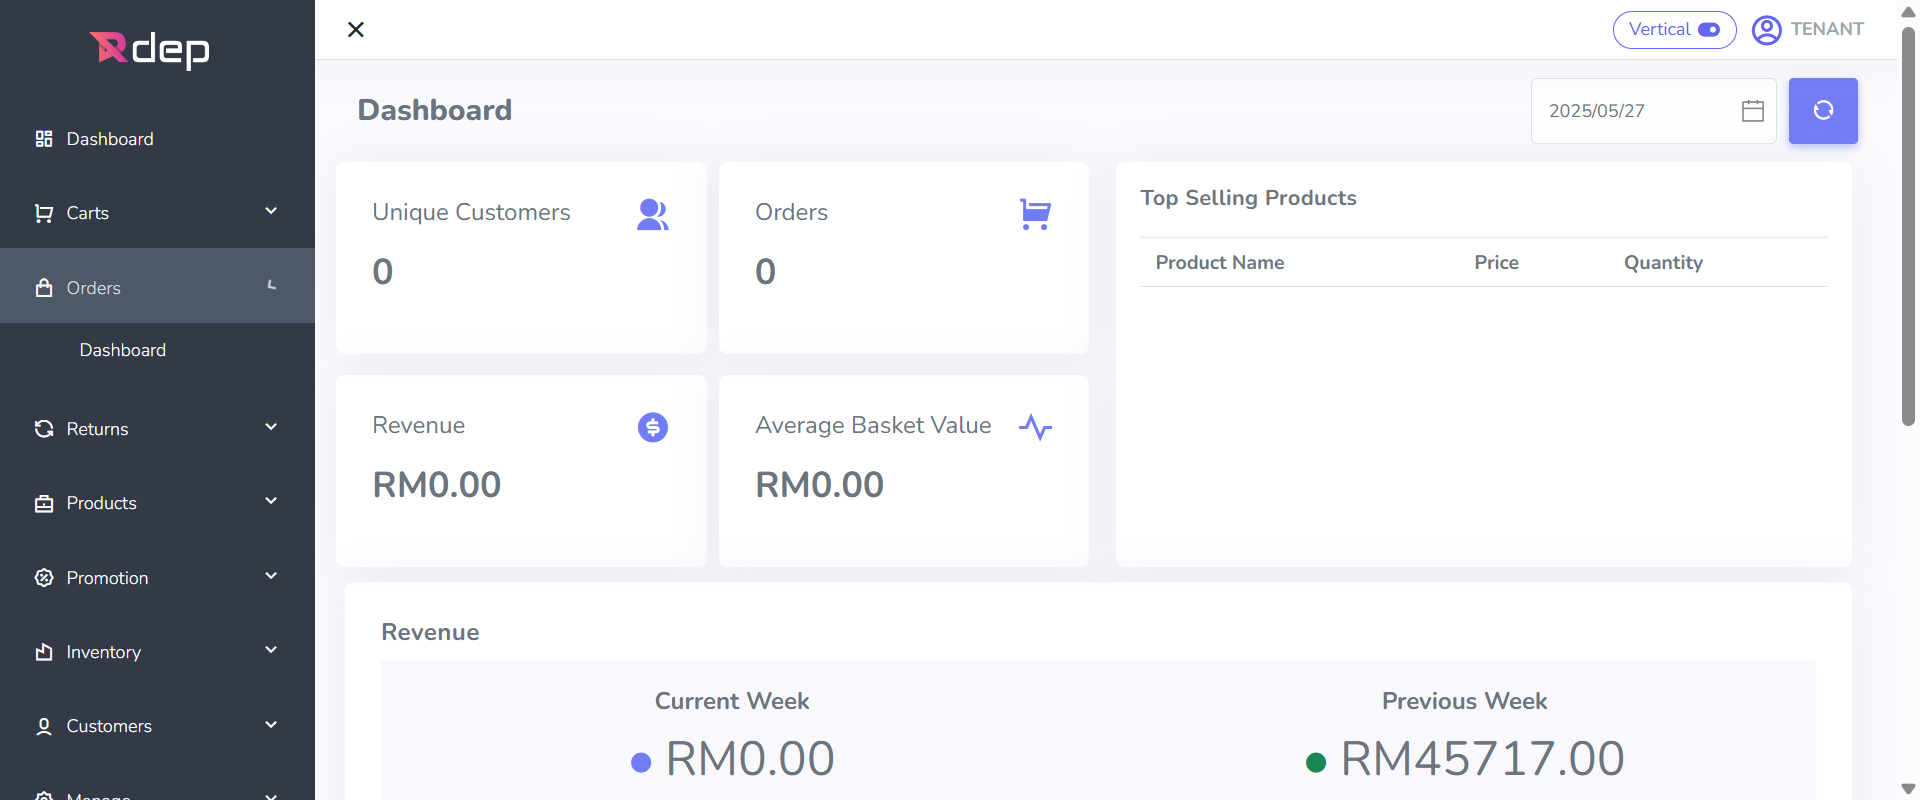 Rdep
Dashboard
Carts
Orders
Dashboard
Returns
Products
Promotion
Inventory
Customers
Manage
Vertical
TENANT
Dashboard
2025/05/27
Unique Customers
0
Orders
0
Revenue
RM0.00
Average Basket Value
RM0.00
Top Selling Products
Product Name Price Quantity
Revenue
Current Week
RM0.00
Previous Week
RM45717.00